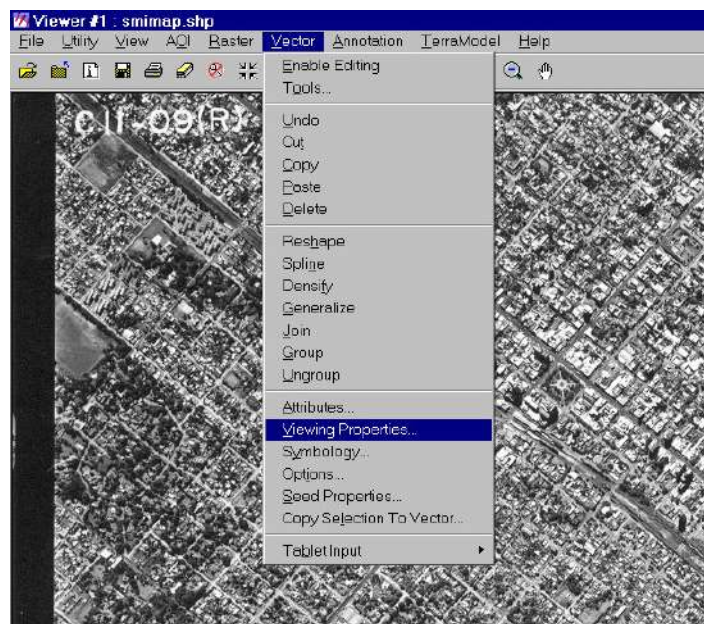 Viewer #1 : smimap.shp
File Utility View AOI Raster Vector Annotation TerraModel Help
C 11-09(R)
Enable Editing
Tools...
Undo
Cut
Copy
Paste
Delete
Reshape
Spline
Densify
Generalize
Join
Group
Ungroup
Attributes...
Viewing Properties...
Symbology...
Options...
Seed Properties...
Copy Selection To Vector...
Tablet Input